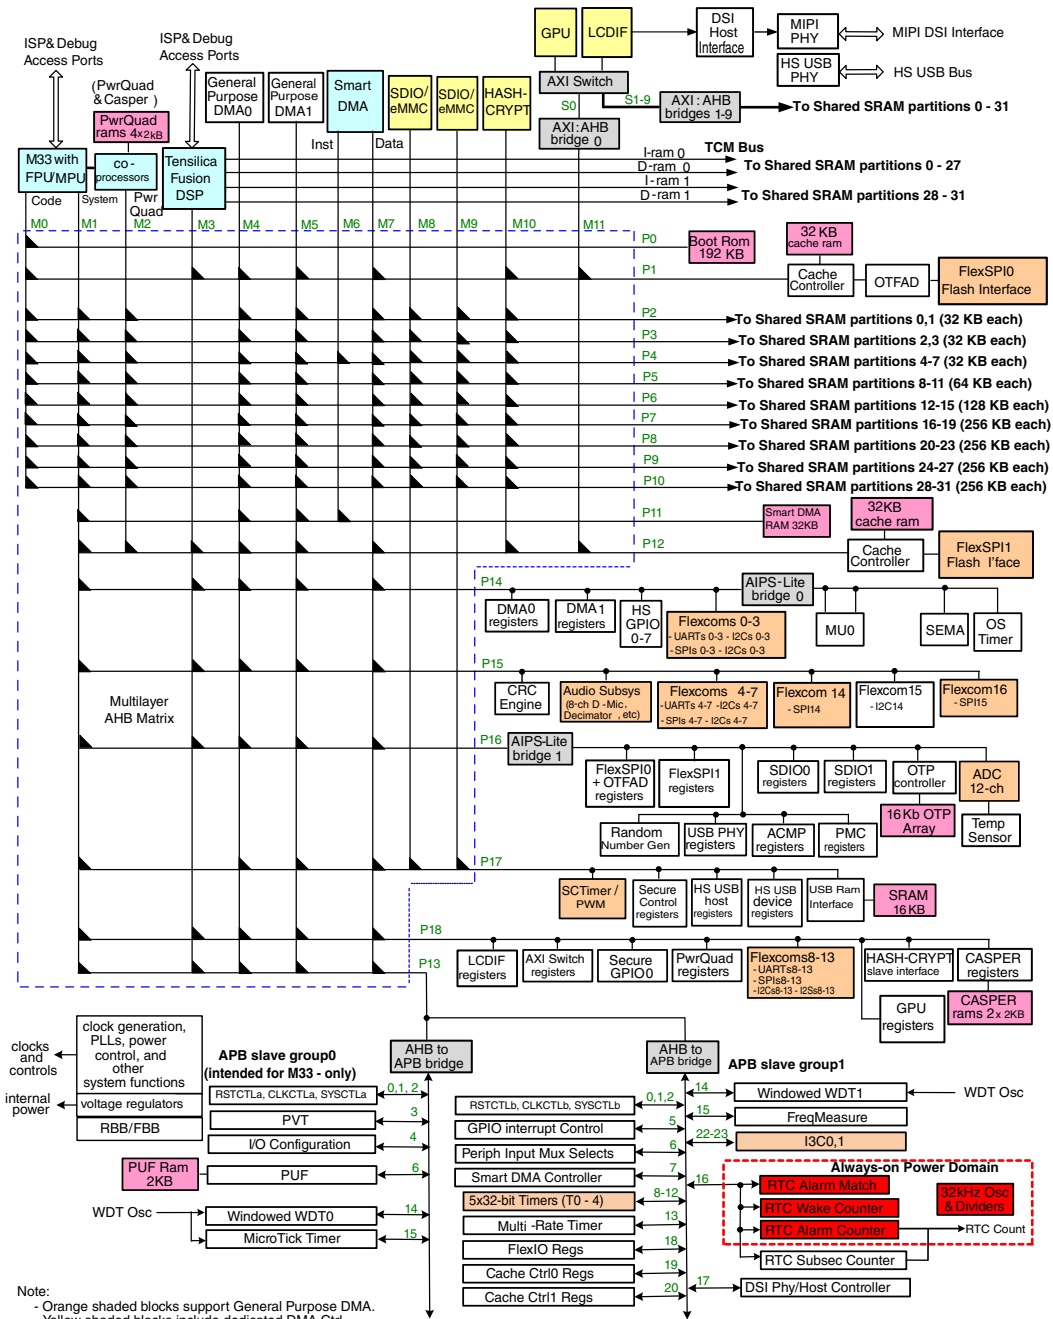 ISP& Debug
Access Ports
ISP& Debug
Access Ports
(PwrQuad
& Casper)
PwrQuad
rams 4x2kB
M33 with
FPU/MPU
co -
processors
Tensilica
Fusion
DSP
General
Purpose
DMA0
General
Purpose
DMA1
Smart
DMA
SDIO/
eMMC
SDIO/
eMMC
HASH-
CRYPT
GPU
LCDIF
DSI
Host
Interface
MIPI
PHY
MIPI DSI Interface
HS USB
PHY
HS USB Bus
AXI Switch
S0
S1-9
AXI : AHB
bridges 1-9
To Shared SRAM partitions 0 - 31
AXI:AHB
bridge 0
Inst
Data
Code
System
Pwr
Quad
I-ram 0
D-ram 0
I-ram 1
D-ram 1
TCM Bus
To Shared SRAM partitions 0 - 27
To Shared SRAM partitions 28 - 31
M0
M1
M2
M3
M4
M5
M6
M7
M8
M9
M10
M11
P0
Boot Rom
192 KB
32 KB
cache ram
P1
Cache
Controller
OTFAD
FlexSPI0
Flash Interface
P2
To Shared SRAM partitions 0,1 (32 KB each)
P3
To Shared SRAM partitions 2,3 (32 KB each)
P4
To Shared SRAM partitions 4-7 (32 KB each)
P5
To Shared SRAM partitions 8-11 (64 KB each)
P6
To Shared SRAM partitions 12-15 (128 KB each)
P7
To Shared SRAM partitions 16-19 (256 KB each)
P8
To Shared SRAM partitions 20-23 (256 KB each)
P9
To Shared SRAM partitions 24-27 (256 KB each)
P10
To Shared SRAM partitions 28-31 (256 KB each)
P11
Smart DMA
RAM 32KB
32KB
cache ram
P12
Cache
Controller
FlexSPI1
Flash I'face
P14
AIPS-Lite
bridge 0
DMA0
registers
DMA1
registers
HS
GPIO
0-7
Flexcoms 0-3
-UARTs 0-3 - I2Cs 0-3
-SPIs 0-3 - I2Cs 0-3
MU0
SEMA
OS
Timer
P15
CRC
Engine
Audio Subsys
(8-ch D -Mic,
Decimator , etc)
Flexcoms 4-7
-UARTs 4-7 -I2Cs 4-7
-SPIs 4-7 - I2Cs 4-7
Flexcom 14
- SPI14
Flexcom15
- I2C14
Flexcom16
- SPI15
Multilayer
AHB Matrix
P16
AIPS-Lite
bridge 1
FlexSPI0
+ OTFAD
registers
FlexSPI1
registers
SDIO0
registers
SDIO1
registers
OTP
controller
ADC
12-ch
16Kb OTP
Array
Temp
Sensor
Random
Number Gen
USB PHY
registers
ACMP
registers
PMC
registers
P17
SCTimer /
PWM
Secure
Control
registers
HS USB
host
registers
HS USB
device
registers
USB Ram
Interface
SRAM
16KB
P18
LCDIF
registers
AXI Switch
registers
Secure
GPIO0
PwrQuad
registers
Flexcoms8-13
-UARTs8-13
-SPIs8-13
-I2Cs8-13 - I2Ss8-13
HASH-CRYPT
slave interface
CASPER
registers
GPU
registers
CASPER
rams 2x 2KB
P13
clocks
and
controls
clock generation,
PLLs, power
control, and
other
system functions
internal
power
voltage regulators
RBB/FBB
APB slave group0
(intended for M33 - only)
AHB to
APB bridge
AHB to
APB bridge
APB slave group1
RSTCTLa, CLKCTLa, SYSCTLa
0,1, 2
PVT
3
I/O Configuration
4
PUF Ram
2KB
PUF
6
WDT Osc
Windowed WDT0
14
MicroTick Timer
15
RSTCTLb, CLKCTLb, SYSCTLb
0,1,2
GPIO interrupt Control
5
Periph Input Mux Selects
6
Smart DMA Controller
7
5x32-bit Timers (T0 - 4)
8-12
Multi -Rate Timer
13
FlexIO Regs
18
Cache Ctrl0 Regs
19
Cache Ctrl1 Regs
20
14
Windowed WDT1
WDT Osc
15
FreqMeasure
22-23
I3C0,1
Always-on Power Domain
16
RTC Alarm Match
RTC Wake Counter
RTC Alarm Counter
32kHz Osc
& Dividers
RTC Count
RTC Subsec Counter
17
DSI Phy/Host Controller
Note:
- Orange shaded blocks support General Purpose DMA.
- Yellow shaded blocks include dedicated DMA Ctrl